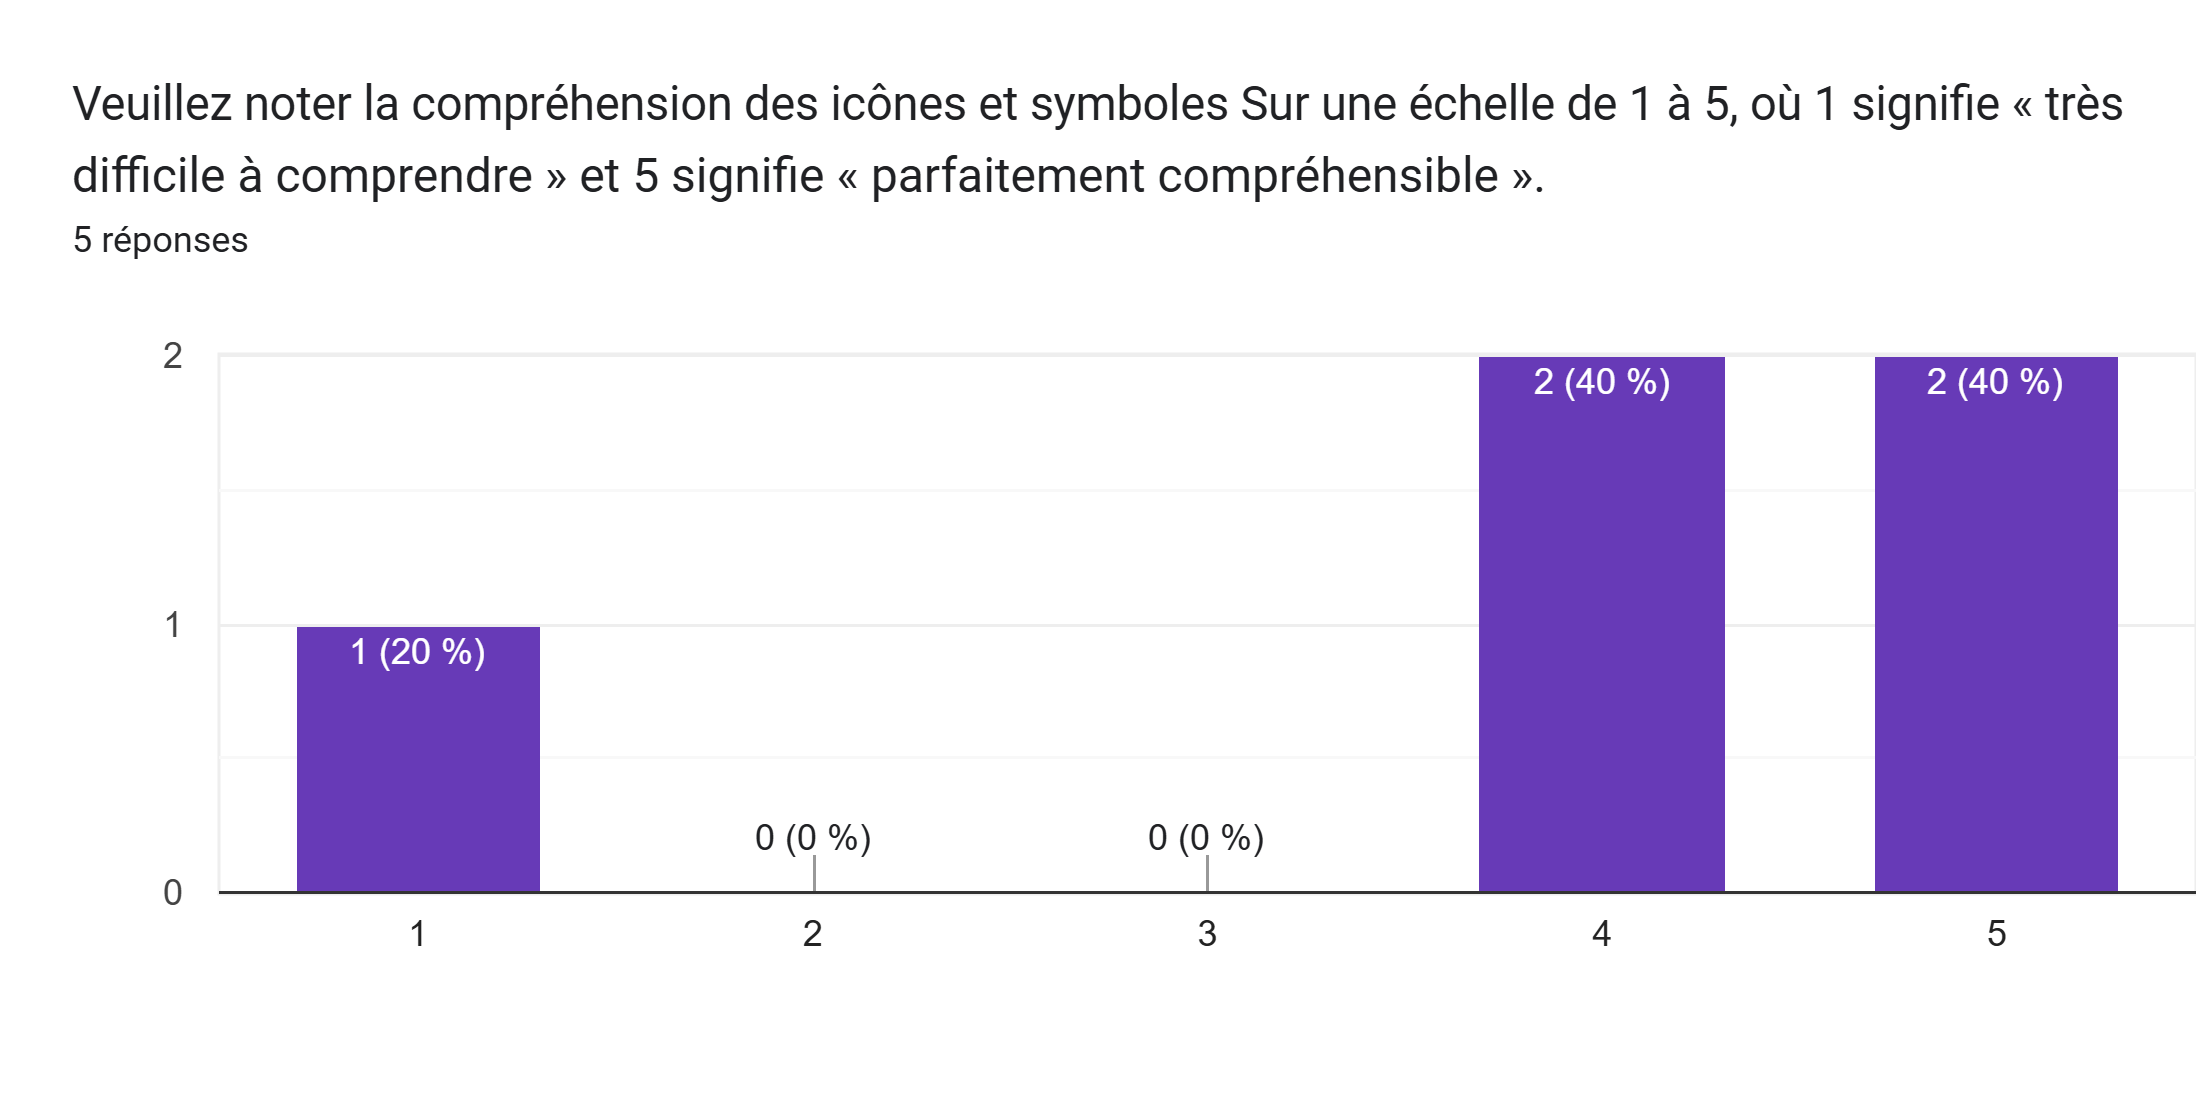 Veuillez noter la compréhension des icônes et symboles Sur une échelle de 1 à 5, où 1 signifie « très
difficile à comprendre » et 5 signifie « parfaitement compréhensible ».
5 réponses
2
2 (40 %)
2 (40 %)
1
1 (20 %)
0 (0 %)
0 (0 %)
0
1
2
3
4
5